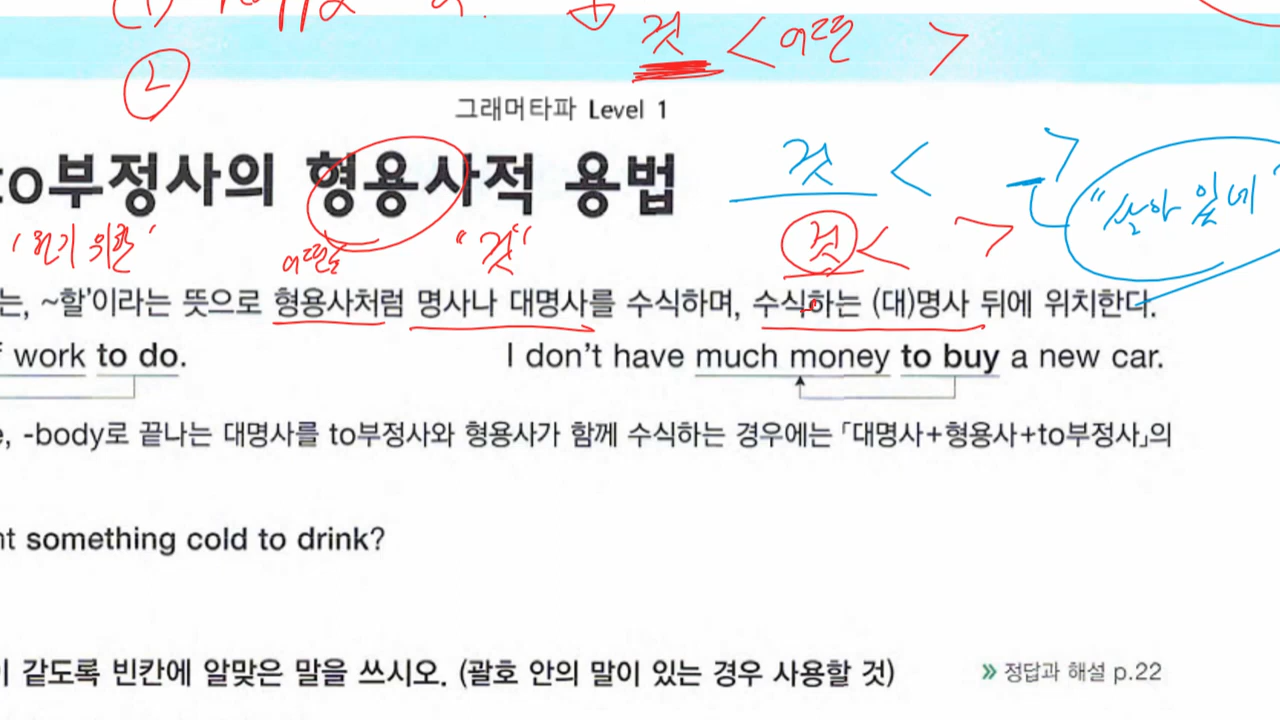 것 < 어떤 >
그래머타파 Level 1
to부정사의 형용사적 용법
것 <
"살아 있네"
것 < >
어떤 "것"
는, ~할'이라는 뜻으로 형용사처럼 명사나 대명사를 수식하며, 수식하는 (대)명사 뒤에 위치한다.
f work to do.
I don't have much money to buy a new car.
e, -body로 끝나는 대명사를 to부정사와 형용사가 함께 수식하는 경우에는 「대명사+형용사+to부정사」의
nt something cold to drink?
이 같도록 빈칸에 알맞은 말을 쓰시오. (괄호 안의 말이 있는 경우 사용할 것)
» 정답과 해설 p.22